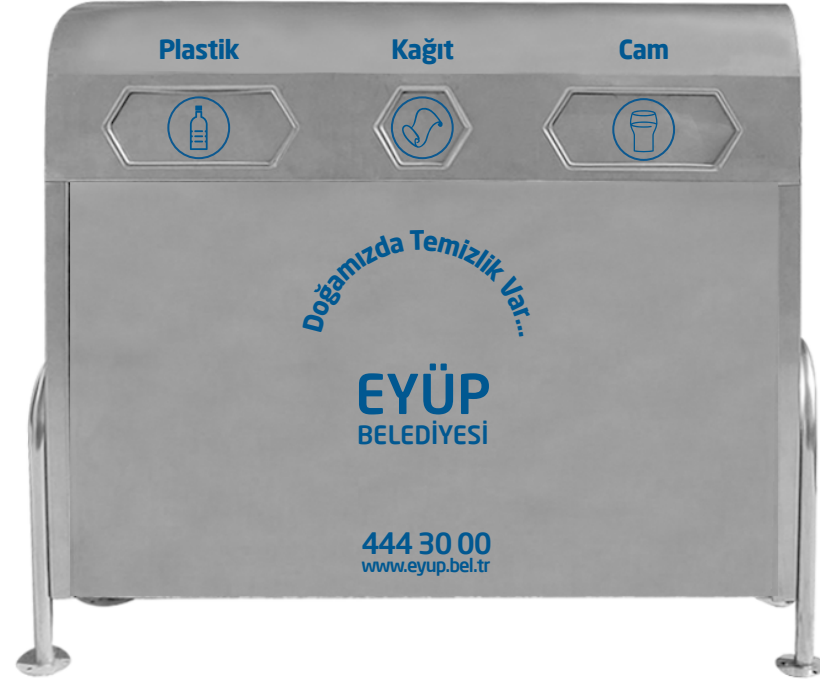 Plastik
Kağıt
Cam
Doğamızda Temizlik Var...
EYÜP
BELEDİYESİ
444 30 00
www.eyup.bel.tr